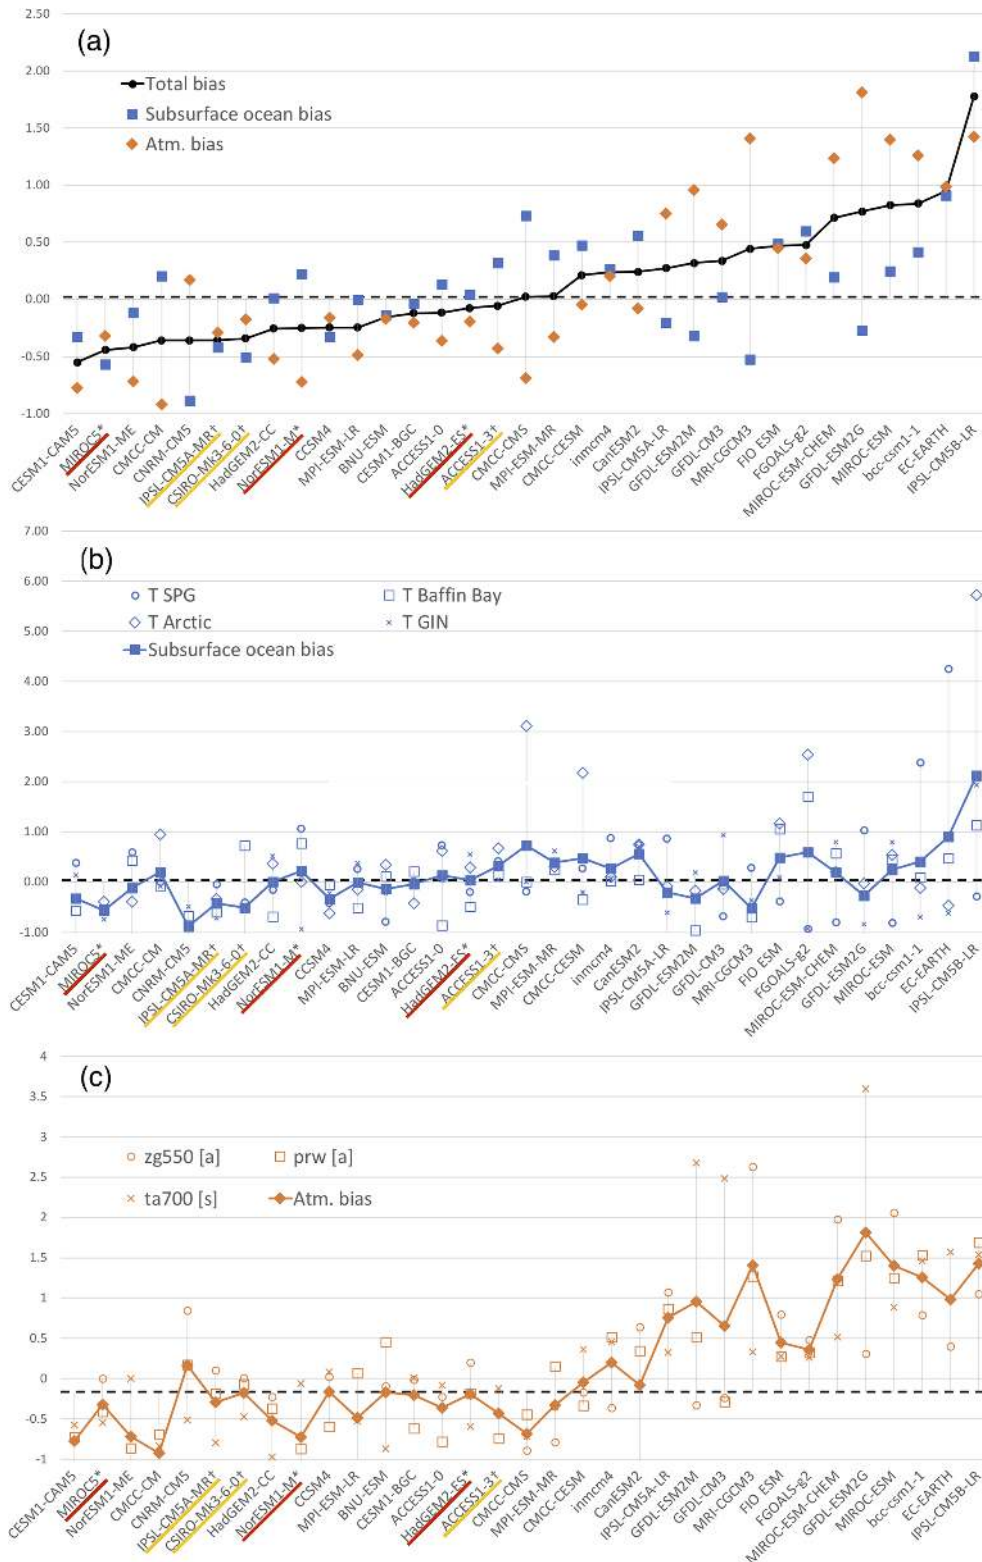 (a)
2.50
2.00
1.50
1.00
0.50
0.00
-0.50
-1.00
Total bias
Subsurface ocean bias
Atm. bias
CESM1-CAM5
MIROC5*
NorESM1-ME
CMCC-CM
CNRM-CM5
IPSL-CM5A-MR†
CSIRO-Mk3-6-0†
HadGEM2-CC
NorESM1-M*
CCSM4
MPI-ESM-LR
BNU-ESM
CESM1-BGC
ACCESS1-0
HadGEM2-ES*
ACCESS1-3†
CMCC-CMS
MPI-ESM-MR
CMCC-CESM
inmcm4
CanESM2
IPSL-CM5A-LR
GFDL-ESM2M
GFDL-CM3
MRI-CGCM3
FIO ESM
FGOALS-g2
MIROC-ESM-CHEM
GFDL-ESM2G
MIROC-ESM
bcc-csm1-1
EC-EARTH
IPSL-CM5B-LR
(b)
7.00
6.00
5.00
4.00
3.00
2.00
1.00
0.00
-1.00
T SPG
T Baffin Bay
T Arctic
T GIN
Subsurface ocean bias
CESM1-CAM5
MIROC5*
NorESM1-ME
CMCC-CM
CNRM-CM5
IPSL-CM5A-MR†
CSIRO-Mk3-6-0†
HadGEM2-CC
NorESM1-M*
CCSM4
MPI-ESM-LR
BNU-ESM
CESM1-BGC
ACCESS1-0
HadGEM2-ES*
ACCESS1-3†
CMCC-CMS
MPI-ESM-MR
CMCC-CESM
inmcm4
CanESM2
IPSL-CM5A-LR
GFDL-ESM2M
GFDL-CM3
MRI-CGCM3
FIO ESM
FGOALS-g2
MIROC-ESM-CHEM
GFDL-ESM2G
MIROC-ESM
bcc-csm1-1
EC-EARTH
IPSL-CM5B-LR
(c)
4
3.5
3
2.5
2
1.5
1
0.5
0
-0.5
-1
zg550 [a]
prw [a]
ta700 [s]
Atm. bias
CESM1-CAM5
MIROC5*
NorESM1-ME
CMCC-CM
CNRM-CM5
IPSL-CM5A-MR†
CSIRO-Mk3-6-0†
HadGEM2-CC
NorESM1-M*
CCSM4
MPI-ESM-LR
BNU-ESM
CESM1-BGC
ACCESS1-0
HadGEM2-ES*
ACCESS1-3†
CMCC-CMS
MPI-ESM-MR
CMCC-CESM
inmcm4
CanESM2
IPSL-CM5A-LR
GFDL-ESM2M
GFDL-CM3
MRI-CGCM3
FIO ESM
FGOALS-g2
MIROC-ESM-CHEM
GFDL-ESM2G
MIROC-ESM
bcc-csm1-1
EC-EARTH
IPSL-CM5B-LR